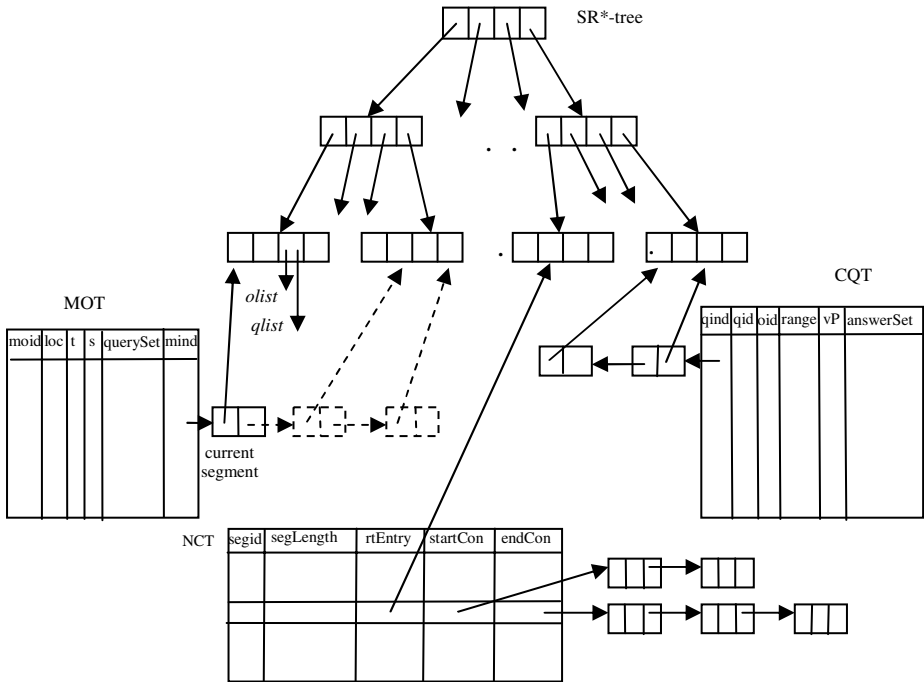 SR*-tree
. .
.
.
olist
qlist
MOT
moid loc t s querySet mind
current
segment
CQT
qind qid oid range vP answerSet
NCT
segid segLength rtEntry startCon endCon